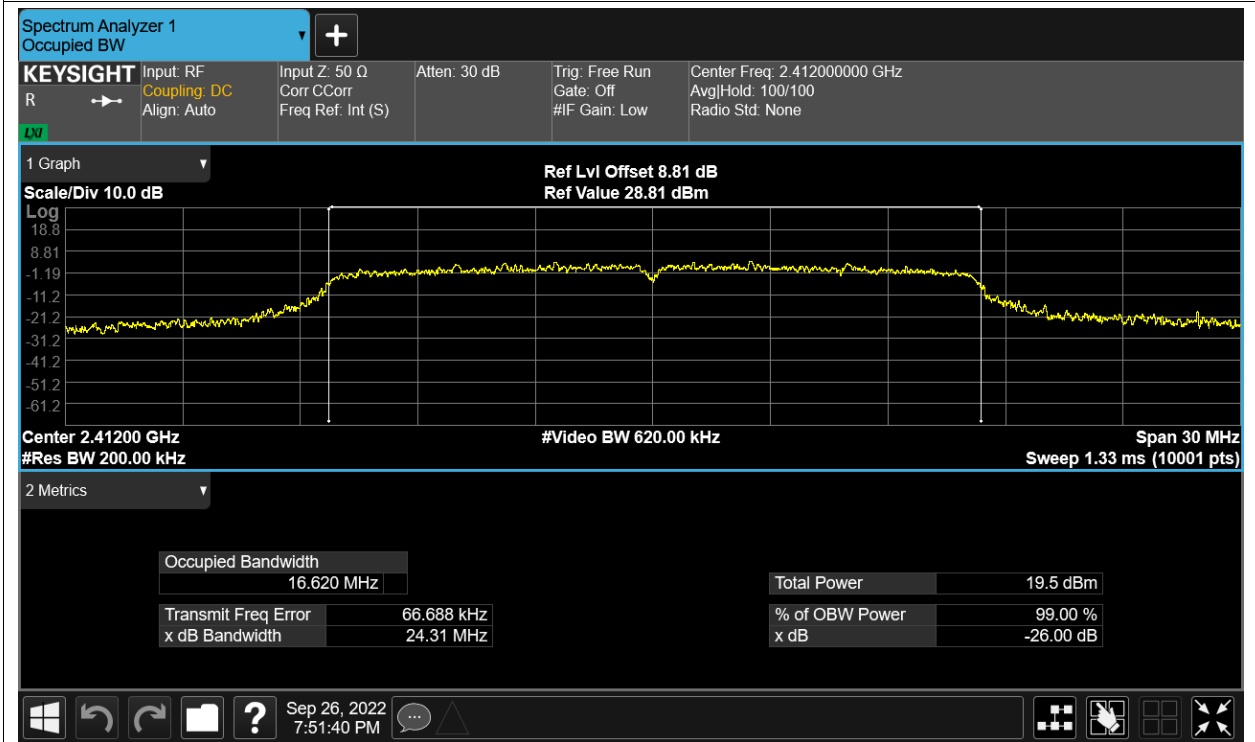 Spectrum Analyzer 1
Occupied BW
KEYSIGHT
R
LXI
Input: RF
Coupling: DC
Align: Auto
Input Z: 50 Ω
Corr CCorr
Freq Ref: Int (S)
Atten: 30 dB
Trig: Free Run
Gate: Off
#IF Gain: Low
Center Freq: 2.412000000 GHz
Avg|Hold: 100/100
Radio Std: None
1 Graph
Scale/Div 10.0 dB
Ref Lvl Offset 8.81 dB
Ref Value 28.81 dBm
Log
18.8
8.81
-1.19
-11.2
-21.2
-31.2
-41.2
-51.2
-61.2
Center 2.41200 GHz
#Video BW 620.00 kHz
Span 30 MHz
#Res BW 200.00 kHz
Sweep 1.33 ms (10001 pts)
2 Metrics
Occupied Bandwidth
16.620 MHz
Total Power 19.5 dBm
Transmit Freq Error 66.688 kHz
% of OBW Power 99.00 %
x dB Bandwidth 24.31 MHz
x dB -26.00 dB
?
Sep 26, 2022
7:51:40 PM